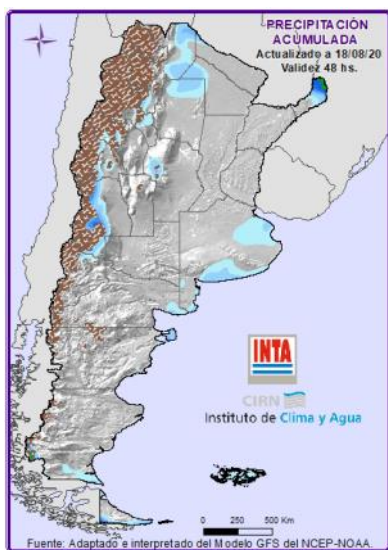 PRECIPITACIÓN
ACUMULADA
Actualizado a 18/08/20
Validez 48 hs.
INTA
CIRN
Instituto de Clima y Agua
0 250 500 Km
Fuente: Adaptado e interpretado del Modelo GFS del NCEP-NOAA.